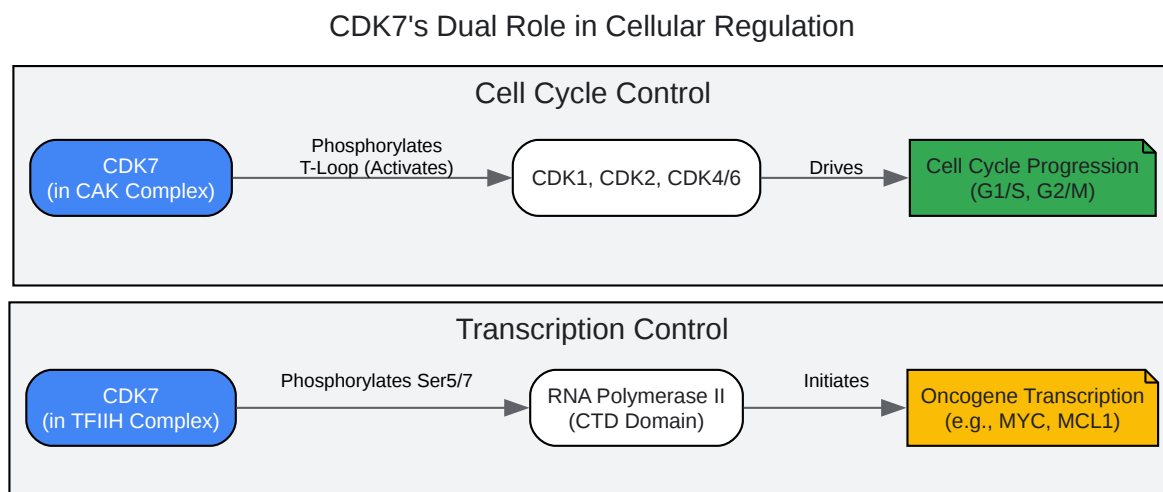 CDK7's Dual Role in Cellular Regulation
Cell Cycle Control
CDK7
(in CAK Complex)
Phosphorylates
T-Loop (Activates)
CDK1, CDK2, CDK4/6
Drives
Cell Cycle Progression
(G1/S, G2/M)
Transcription Control
CDK7
(in TFIIH Complex)
Phosphorylates Ser5/7
RNA Polymerase II
(CTD Domain)
Initiates
Oncogene Transcription
(e.g., MYC, MCL1)